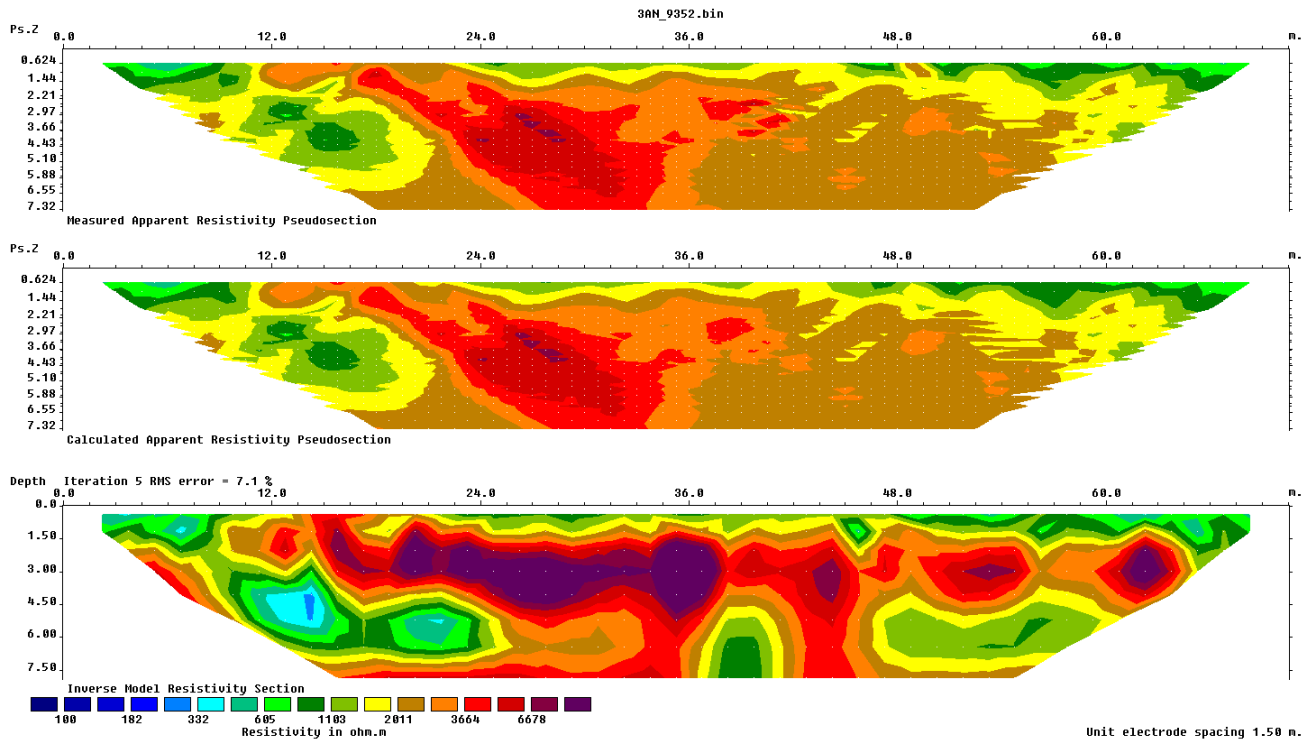 3AN_9352.bin
Ps.Z
0.0 12.0 24.0 36.0 48.0 60.0 m.
0.624
1.44
2.21
2.97
3.66
4.43
5.10
5.88
6.55
7.32
Measured Apparent Resistivity Pseudosection
Ps.Z
0.0 12.0 24.0 36.0 48.0 60.0 m.
0.624
1.44
2.21
2.97
3.66
4.43
5.10
5.88
6.55
7.32
Calculated Apparent Resistivity Pseudosection
Depth Iteration 5 RMS error = 7.1 %
0.0 12.0 24.0 36.0 48.0 60.0 m.
0.0
1.50
3.00
4.50
6.00
7.50
Inverse Model Resistivity Section
100 182 332 605 1103 2011 3664 6678
Resistivity in ohm.m
Unit electrode spacing 1.50 m.